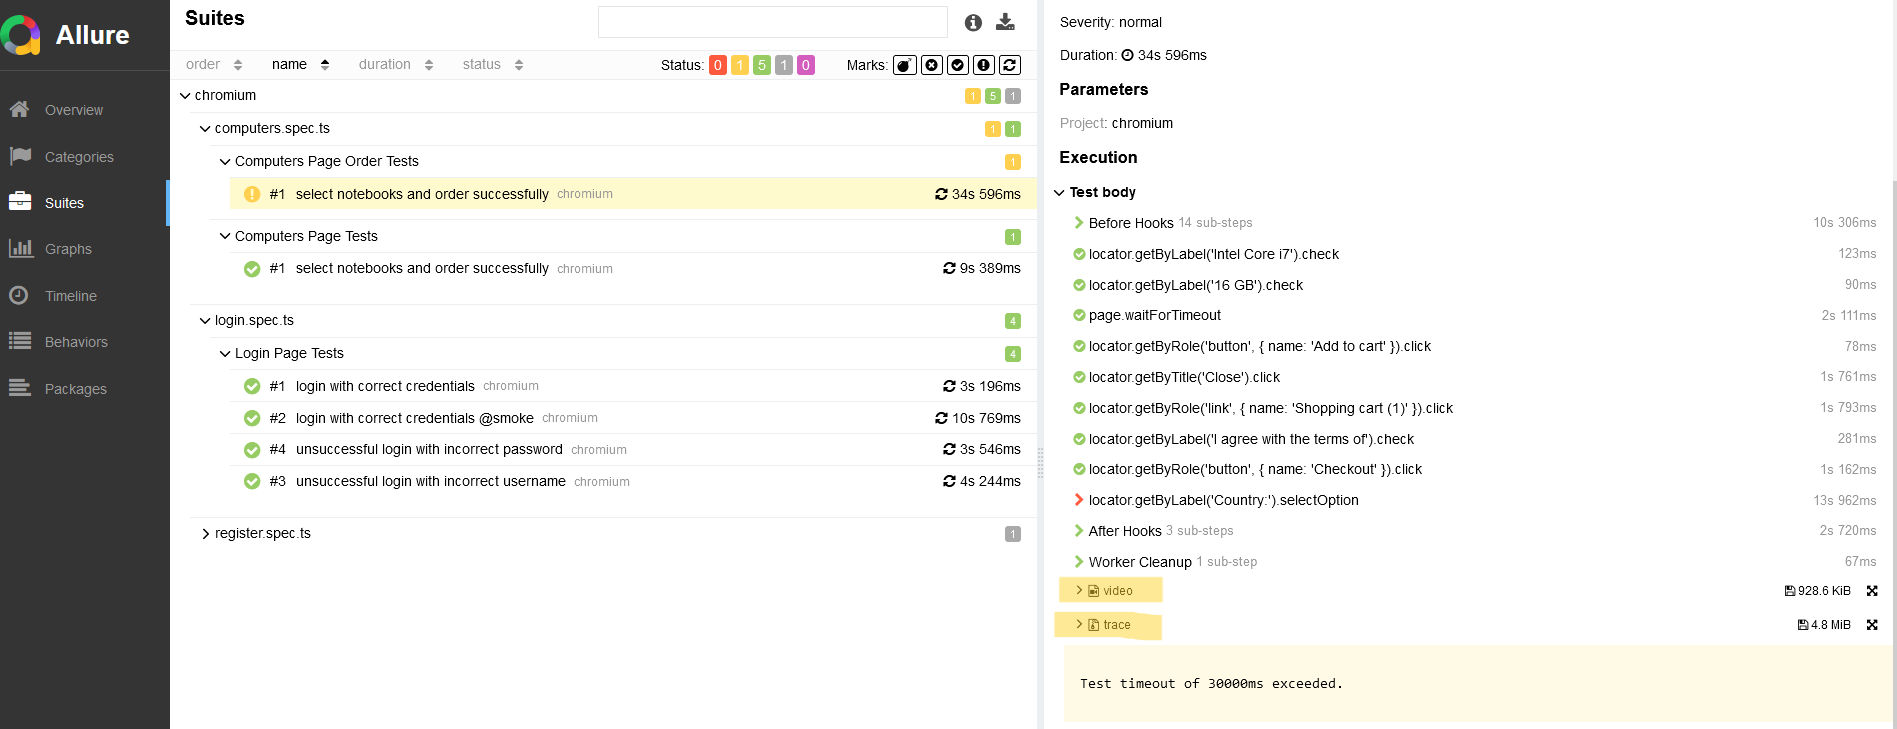 Allure
Overview
Categories
Suites
Graphs
Timeline
Behaviors
Packages
Suites
order name duration status Status: 0 1 5 1 0 Marks:
chromium 1 5 1
computers.spec.ts 1 1
Computers Page Order Tests 1
#1 select notebooks and order successfully chromium 34s 596ms
Computers Page Tests 1
#1 select notebooks and order successfully chromium 9s 389ms
login.spec.ts 4
Login Page Tests 4
#1 login with correct credentials chromium 3s 196ms
#2 login with correct credentials @smoke chromium 10s 769ms
#4 unsuccessful login with incorrect password chromium 3s 546ms
#3 unsuccessful login with incorrect username chromium 4s 244ms
register.spec.ts 1
Severity: normal
Duration: 34s 596ms
Parameters
Project: chromium
Execution
Test body
Before Hooks 14 sub-steps 10s 306ms
locator.getByLabel('Intel Core i7').check 123ms
locator.getByLabel('16 GB').check 90ms
page.waitForTimeout 2s 111ms
locator.getByRole('button', { name: 'Add to cart' }).click 78ms
locator.getByTitle('Close').click 1s 761ms
locator.getByRole('link', { name: 'Shopping cart (1)' }).click 1s 793ms
locator.getByLabel('I agree with the terms of').check 281ms
locator.getByRole('button', { name: 'Checkout' }).click 1s 162ms
locator.getByLabel('Country:').selectOption 13s 962ms
After Hooks 3 sub-steps 2s 720ms
Worker Cleanup 1 sub-step 67ms
video 928.6 KiB
trace 4.8 MiB
Test timeout of 30000ms exceeded.